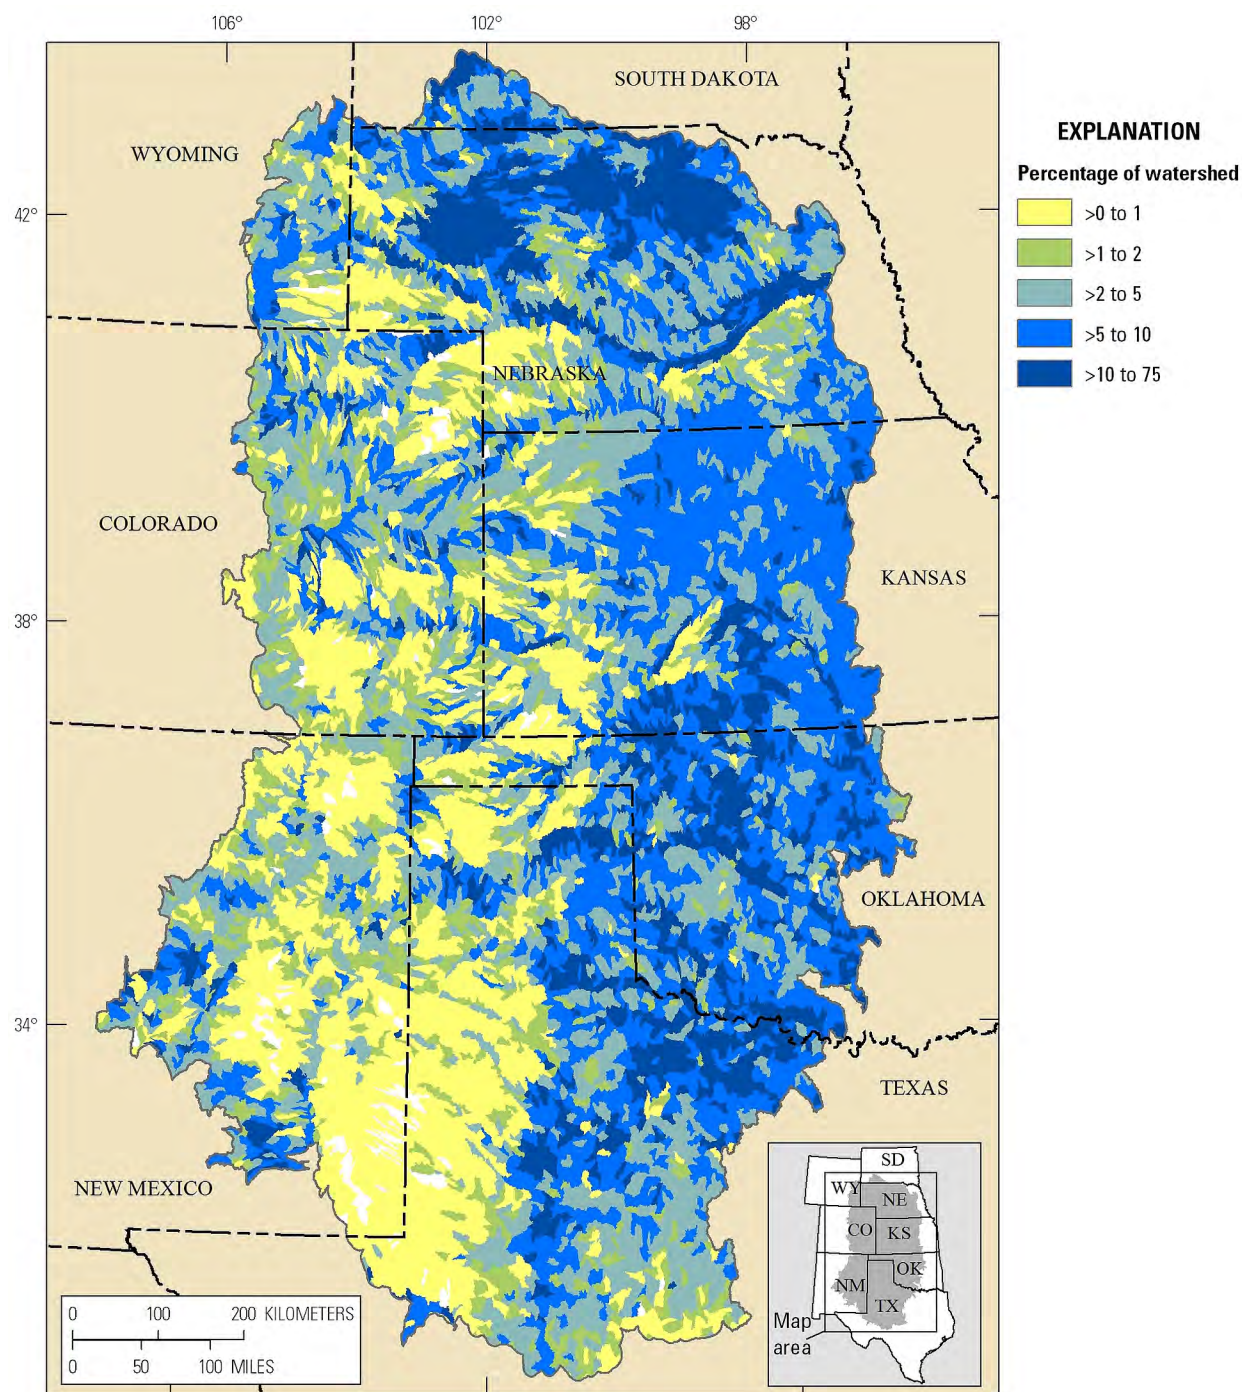 106° 102° 98°
SOUTH DAKOTA
WYOMING
42°
NEBRASKA
COLORADO
KANSAS
38°
OKLAHOMA
34°
TEXAS
NEW MEXICO
0 100 200 KILOMETERS
0 50 100 MILES
EXPLANATION
Percentage of watershed
>0 to 1
>1 to 2
>2 to 5
>5 to 10
>10 to 75
SD
WY
NE
CO
KS
OK
NM
TX
Map
area